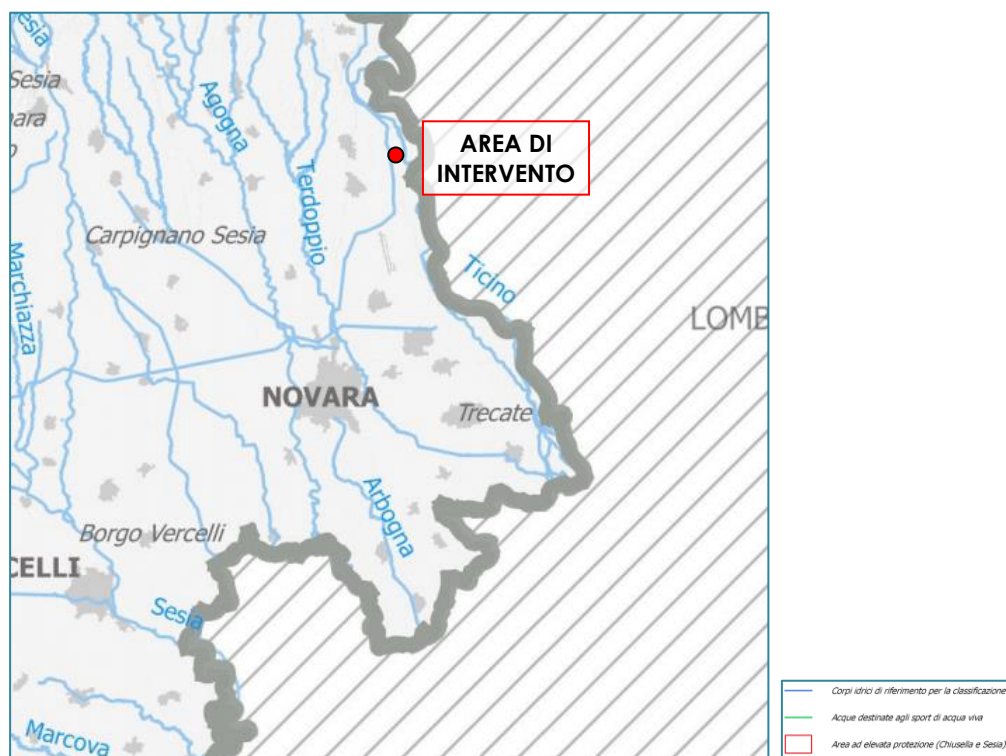 esia
Sesia
ara
Agogna
AREA DI
INTERVENTO
Terdoppio
Carpignano Sesia
Marchiazza
Ticino
LOMB
NOVARA
Trecate
Arbogna
Borgo Vercelli
CELLI
Sesia
Marcova
Corpi idrici di riferimento per la classificazione
Acque destinate agli sport di acqua viva
Area ad elevata protezione (Chiusella e Sesia)